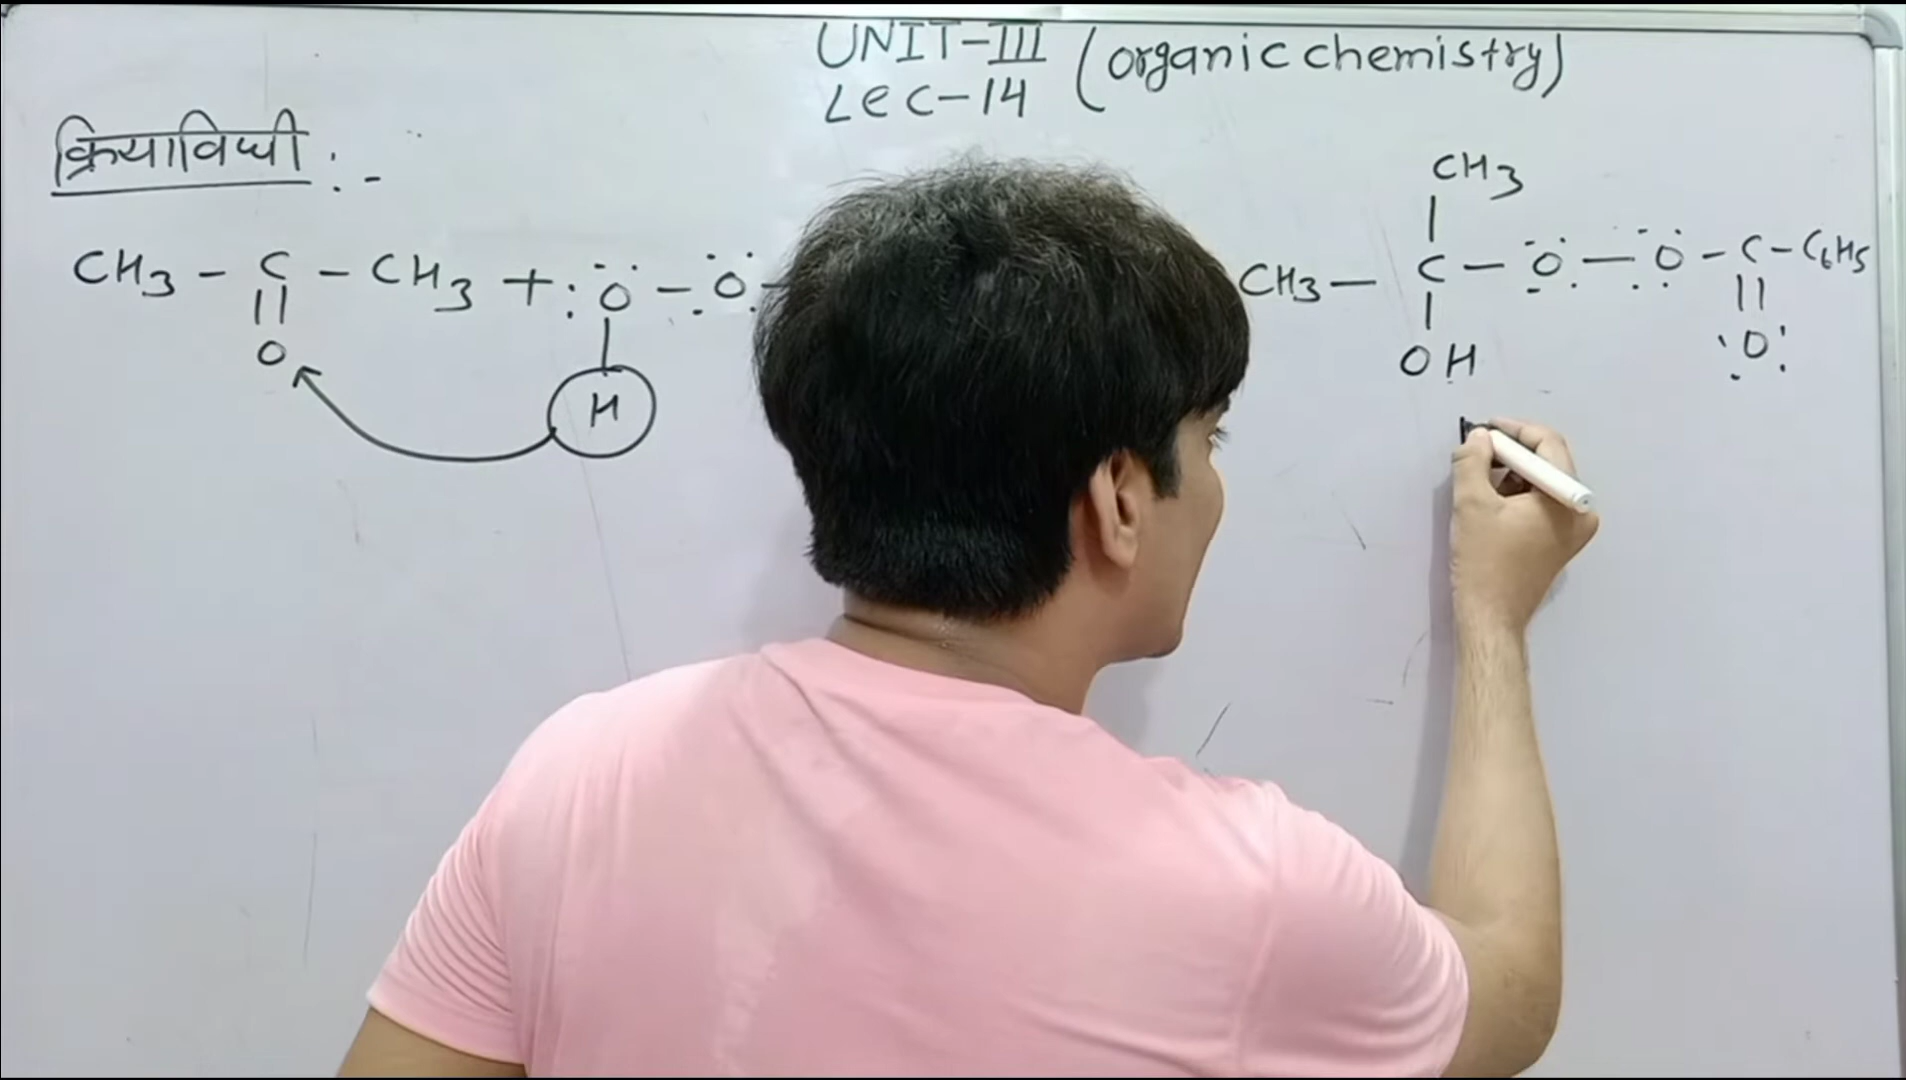 UNIT-III (organic chemistry)
Lec-14
क्रियाविधी :-
CH3
CH3 - C - CH3 + :O - O -
CH3 - C - O - O - C - C6H5
|| | | ||
O H OH O